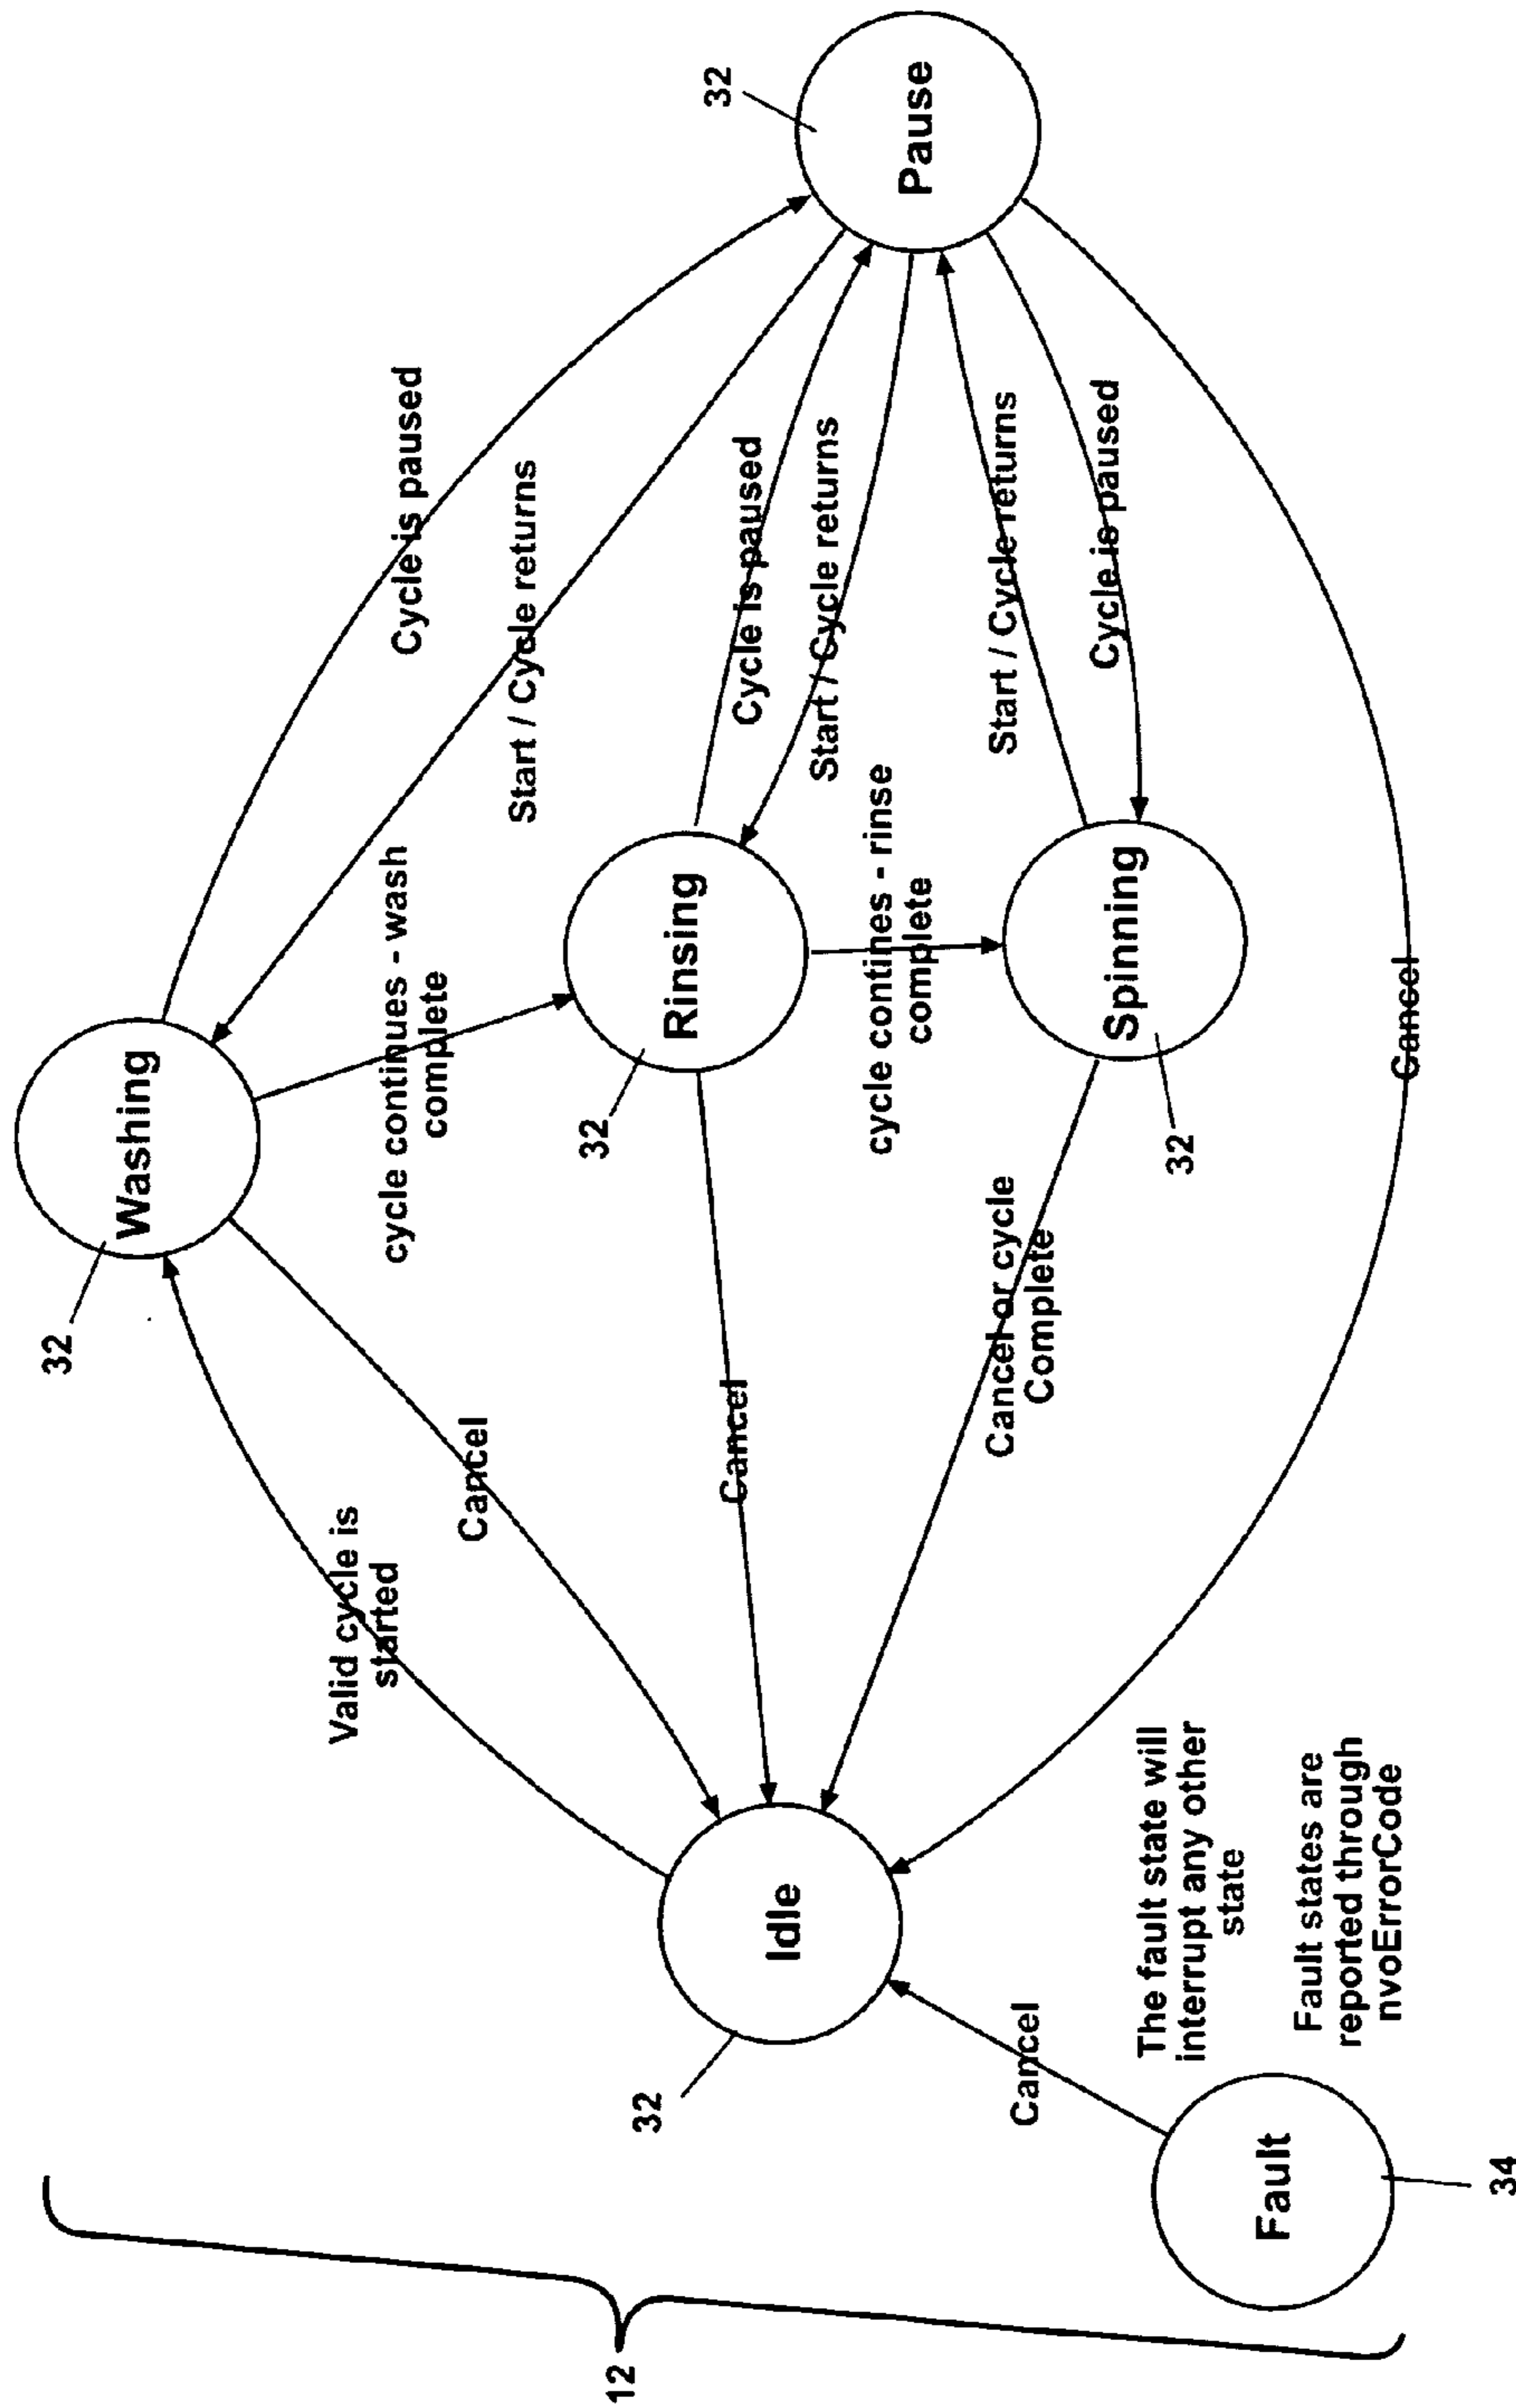 12
32
Washing
Valid cycle is
started
Cancel
cycle continues - wash
complete
Start / Cycle returns
Cycle is paused
32
Idle
Cancel
32
Rinsing
Cycle is paused
Start / Cycle returns
32
Pause
cycle contines - rinse
complete
Cancel or cycle
Complete
Start / Cycle returns
Cycle is paused
Spinning
32
Cancel
Cancel
Fault
34
The fault state will
interrupt any other
state
Fault states are
reported through
nvoErrorCode